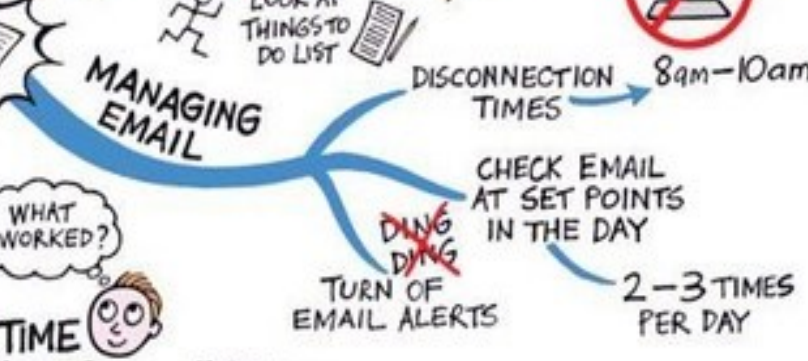 LOOK AT
THINGS TO
DO LIST
MANAGING
EMAIL
DISCONNECTION
TIMES
8am-10am
CHECK EMAIL
AT SET POINTS
IN THE DAY
2-3 TIMES
PER DAY
DING
DING
TURN OF
EMAIL ALERTS
WHAT
WORKED?
TIME